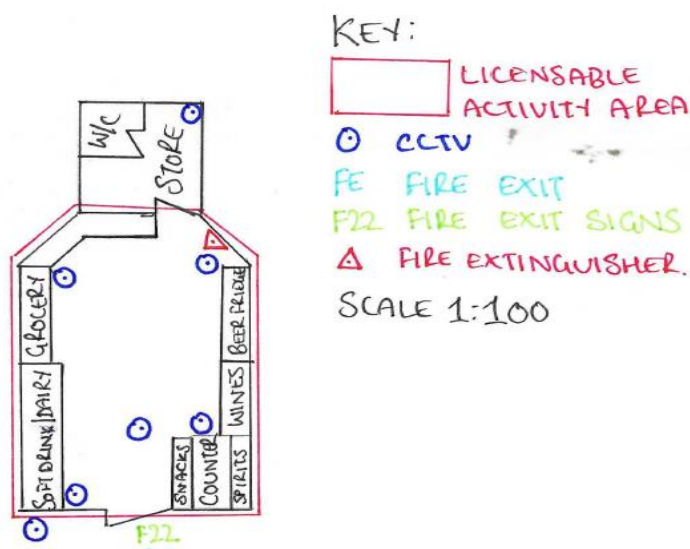 KEY:
LICENSABLE
ACTIVITY AREA
CCTV
FE FIRE EXIT
F22 FIRE EXIT SIGNS
FIRE EXTINGUISHER.
SCALE 1:100
W/C
STORE
GROCERY
BEER FRIDGE
SOFT DRINK/DAIRY
WINES
SNACKS
COUNTER
SPIRITS
F22